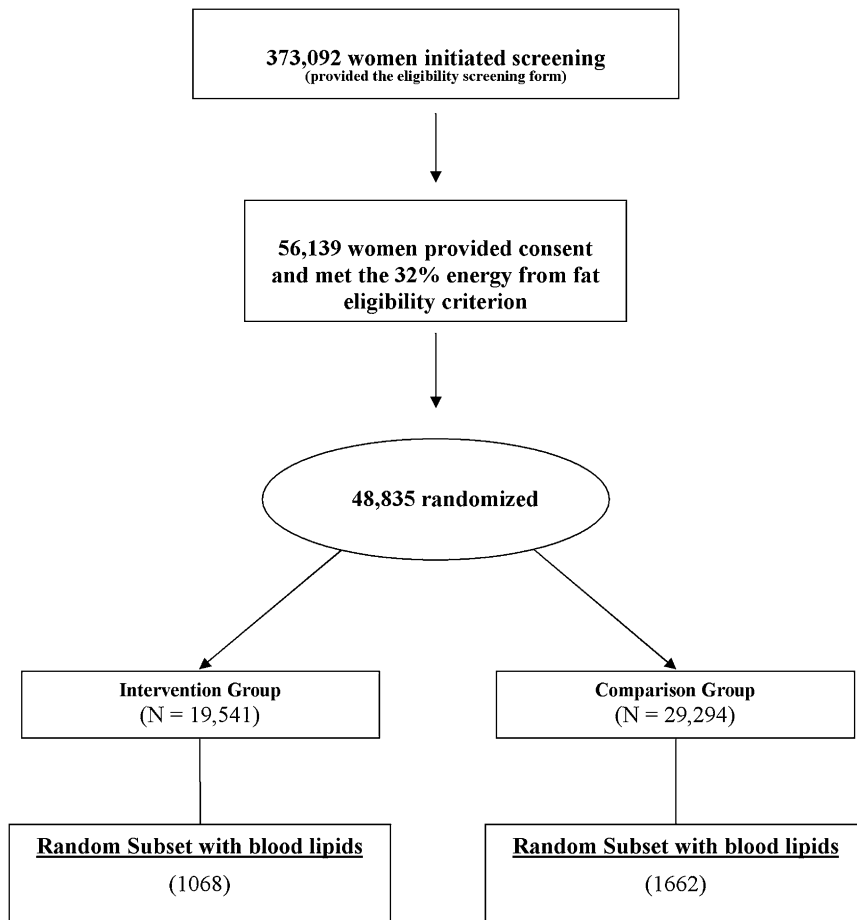 373,092 women initiated screening
(provided the eligibility screening form)
56,139 women provided consent
and met the 32% energy from fat
eligibility criterion
48,835 randomized
Intervention Group
(N = 19,541)
Comparison Group
(N = 29,294)
Random Subset with blood lipids
(1068)
Random Subset with blood lipids
(1662)